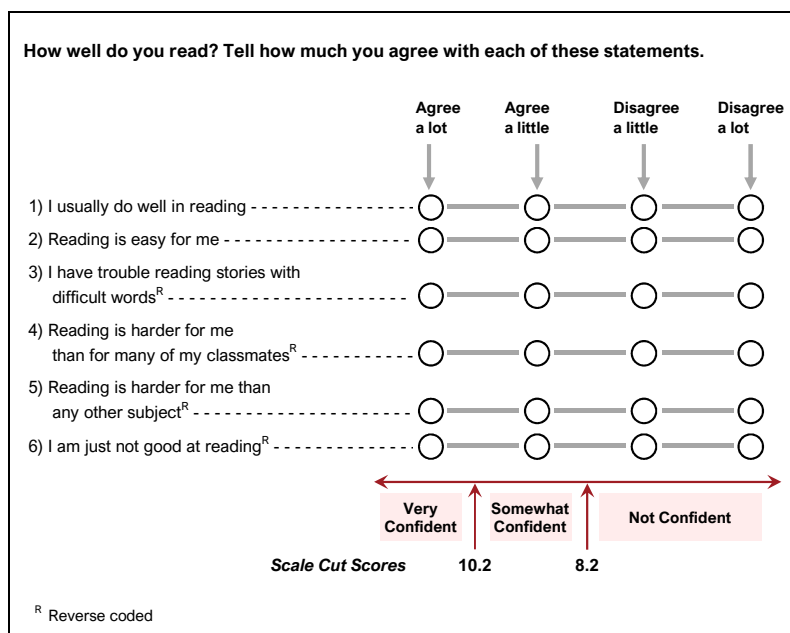 How well do you read? Tell how much you agree with each of these statements.
Agree a lot
Agree a little
Disagree a little
Disagree a lot
1) I usually do well in reading
2) Reading is easy for me
3) I have trouble reading stories with
difficult words^R
4) Reading is harder for me
than for many of my classmates^R
5) Reading is harder for me than
any other subject^R
6) I am just not good at reading^R
Very Confident
Somewhat Confident
Not Confident
Scale Cut Scores 10.2 8.2
^R Reverse coded